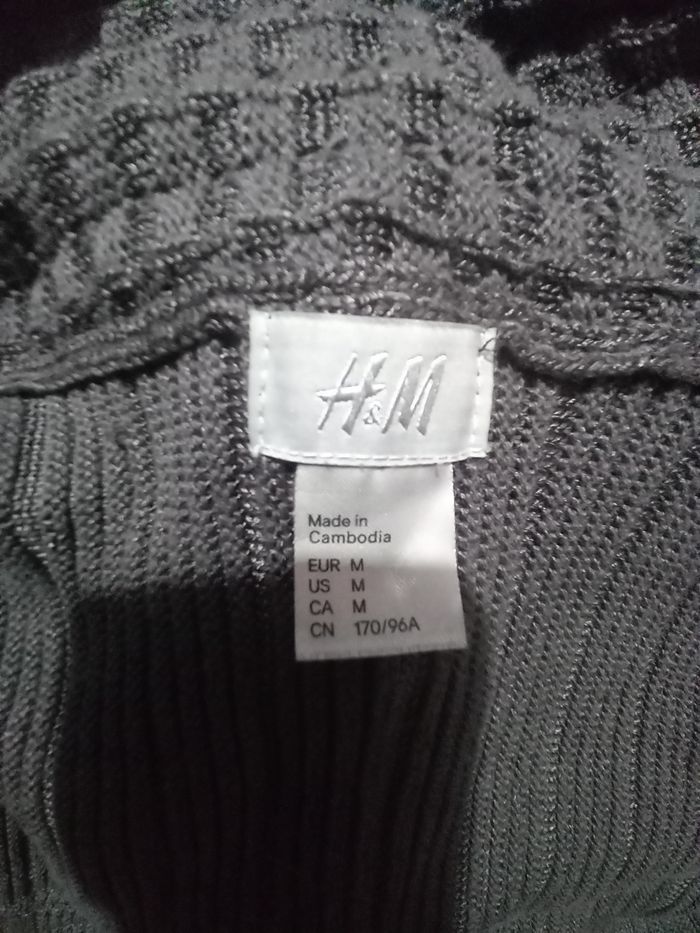 H&M
Made in
Cambodia
EUR M
US M
CA M
CN 170/96A